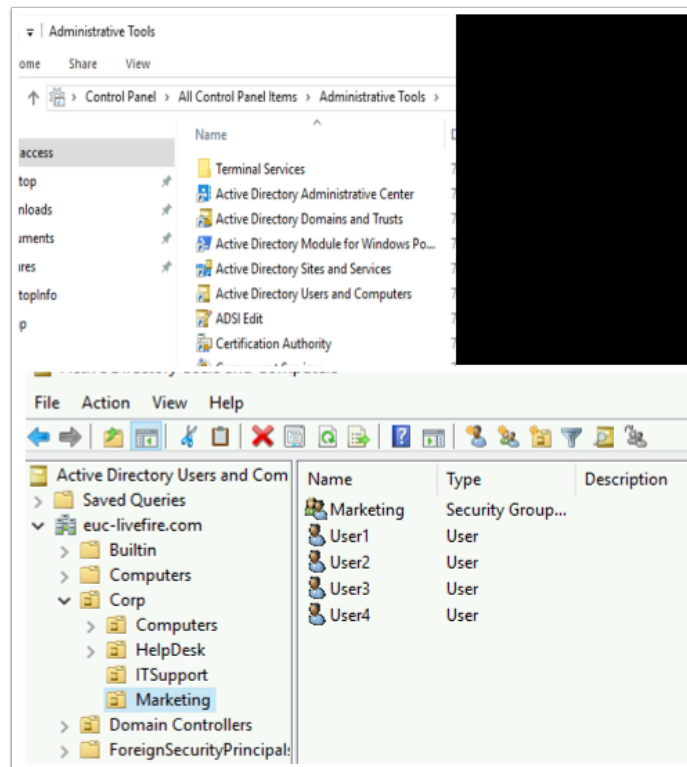 Administrative Tools
ome Share View
Control Panel > All Control Panel Items > Administrative Tools >
Name
access
Terminal Services
top
Active Directory Administrative Center
nloads
Active Directory Domains and Trusts
uments
Active Directory Module for Windows Po...
ires
Active Directory Sites and Services
topInfo
Active Directory Users and Computers
p
ADSI Edit
Certification Authority
File Action View Help
Active Directory Users and Com
Name Type Description
Saved Queries
Marketing Security Group...
euc-livefire.com
User1 User
Builtin
User2 User
Computers
User3 User
Corp
User4 User
Computers
HelpDesk
ITSupport
Marketing
Domain Controllers
ForeignSecurityPrincipal